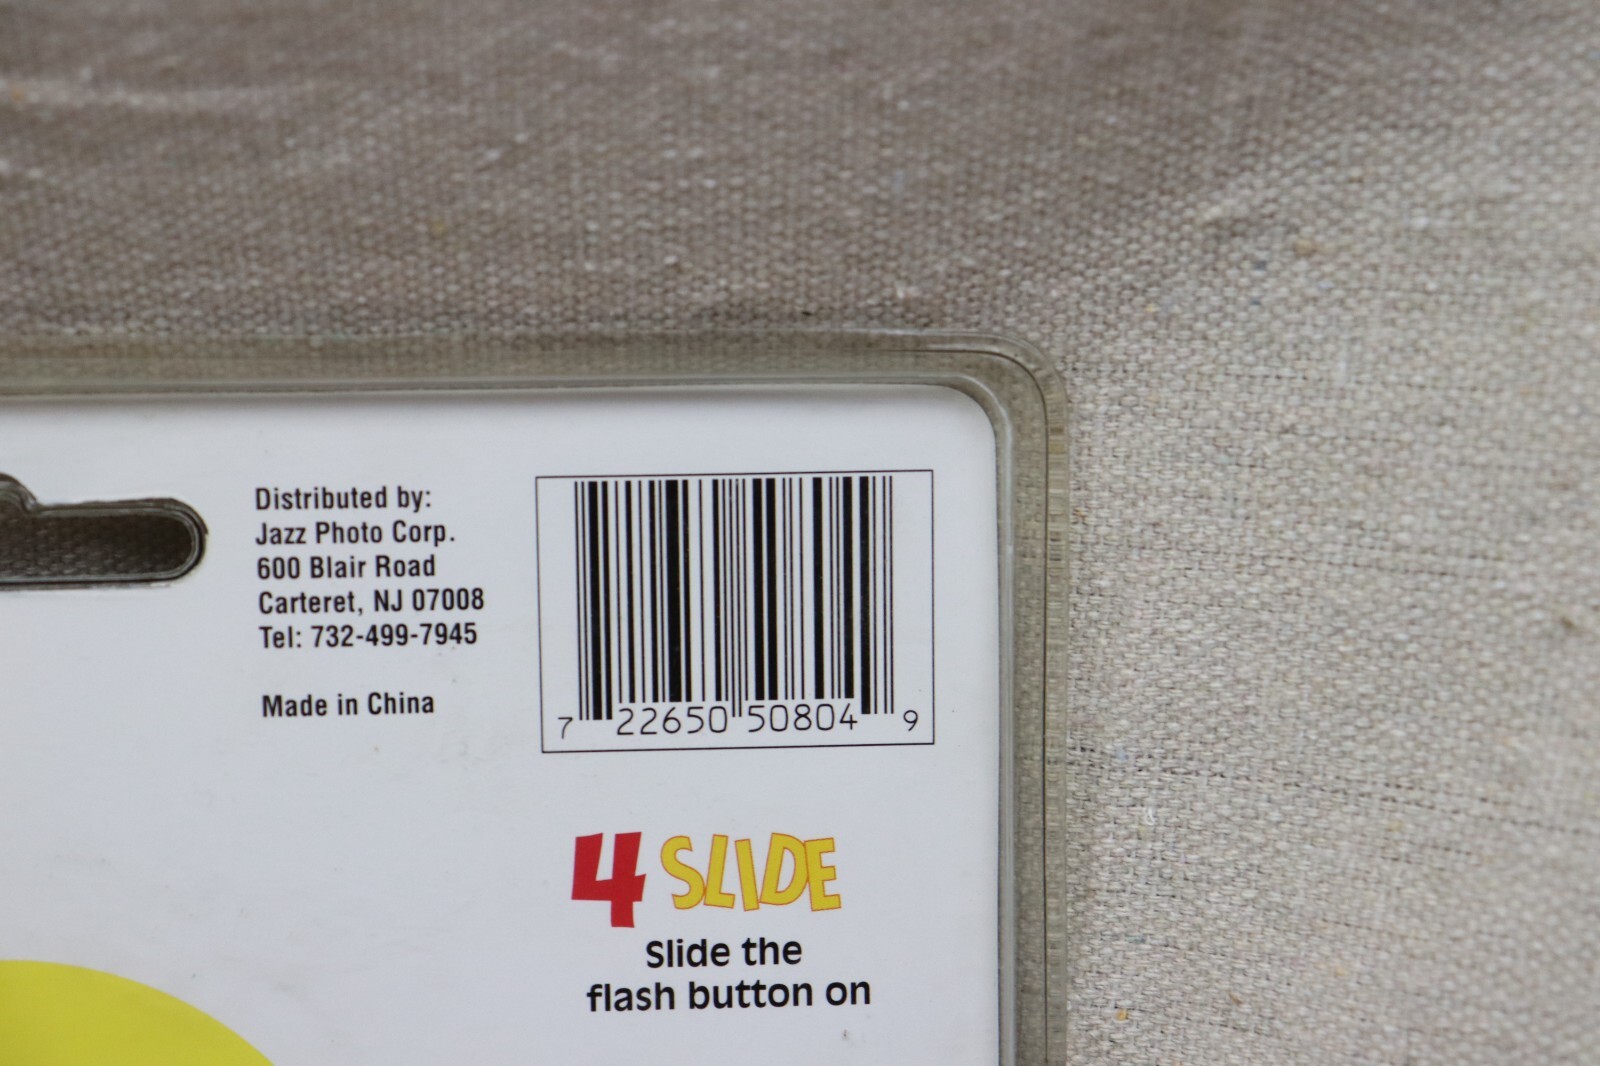 Distributed by:
Jazz Photo Corp.
600 Blair Road
Carteret, NJ 07008
Tel: 732-499-7945
Made in China
7 22650 50804 9
4 SLIDE
Slide the
flash button on